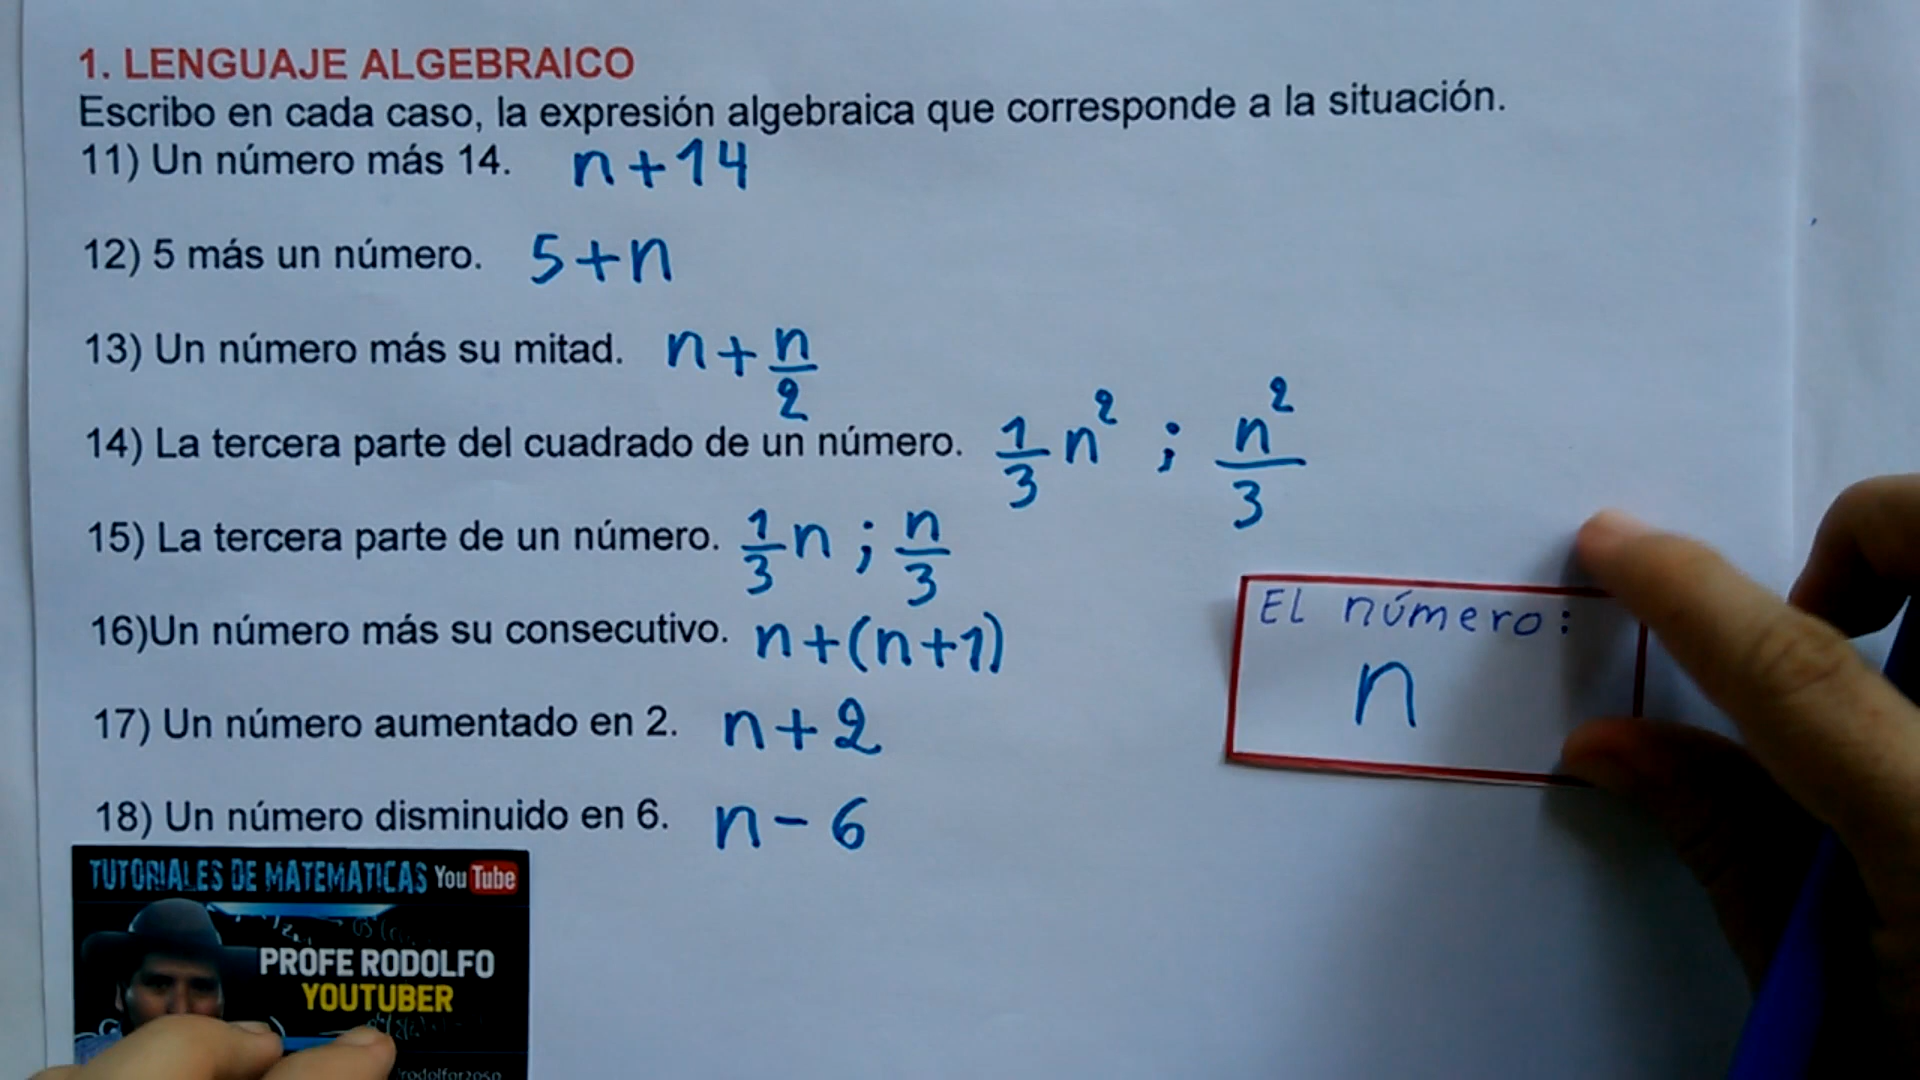 1. LENGUAJE ALGEBRAICO
Escribo en cada caso, la expresión algebraica que corresponde a la situación.
11) Un número más 14. n+14
12) 5 más un número. 5+n
13) Un número más su mitad. n+n/2
14) La tercera parte del cuadrado de un número. 1/3 n² ; n²/3
15) La tercera parte de un número. 1/3 n ; n/3
16)Un número más su consecutivo. n+(n+1)
17) Un número aumentado en 2. n+2
18) Un número disminuido en 6. n-6
El número:
n
TUTORIALES DE MATEMATICAS YouTube
PROFE RODOLFO
YOUTUBER